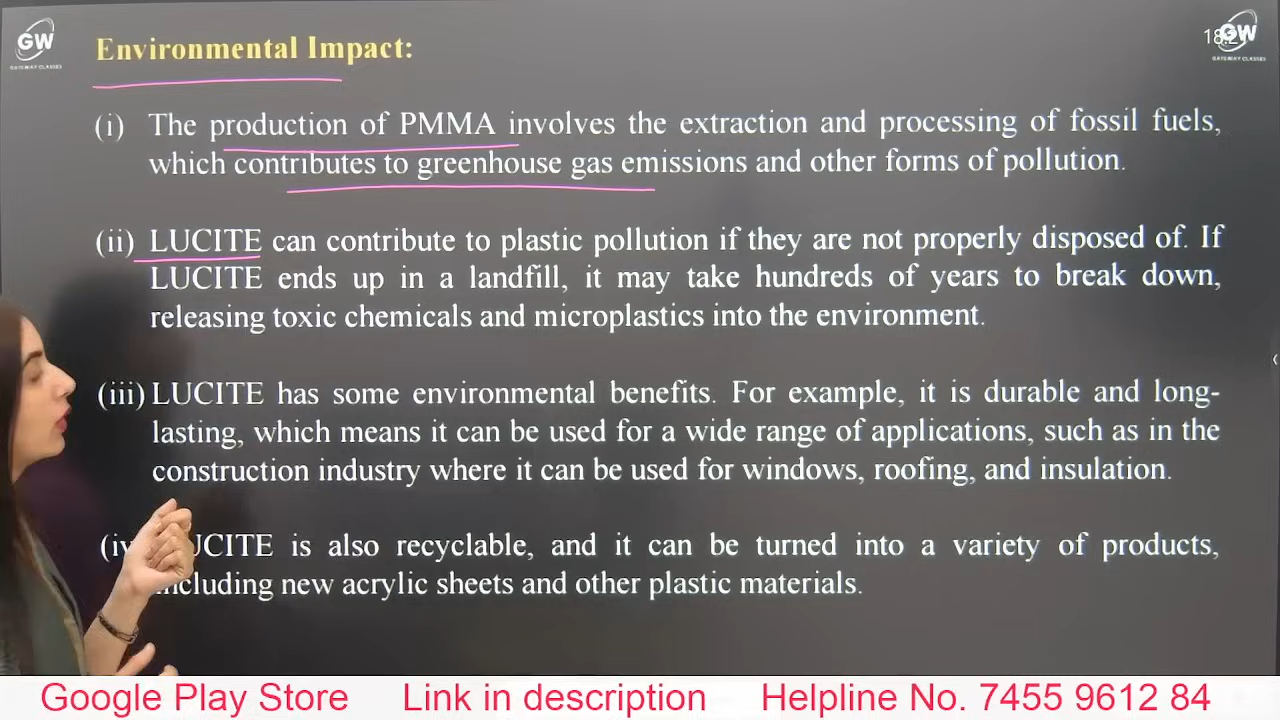 GW
GATEWAY CLASSES
Environmental Impact:
GW
GATEWAY CLASSES
(i) The production of PMMA involves the extraction and processing of fossil fuels,
which contributes to greenhouse gas emissions and other forms of pollution.
(ii) LUCITE can contribute to plastic pollution if they are not properly disposed of. If
LUCITE ends up in a landfill, it may take hundreds of years to break down,
releasing toxic chemicals and microplastics into the environment.
(iii) LUCITE has some environmental benefits. For example, it is durable and long-
lasting, which means it can be used for a wide range of applications, such as in the
construction industry where it can be used for windows, roofing, and insulation.
is also recyclable, and it can be turned into a variety of products,
new acrylic sheets and other plastic materials.
Google Play Store Link in description Helpline No. 7455 9612 84